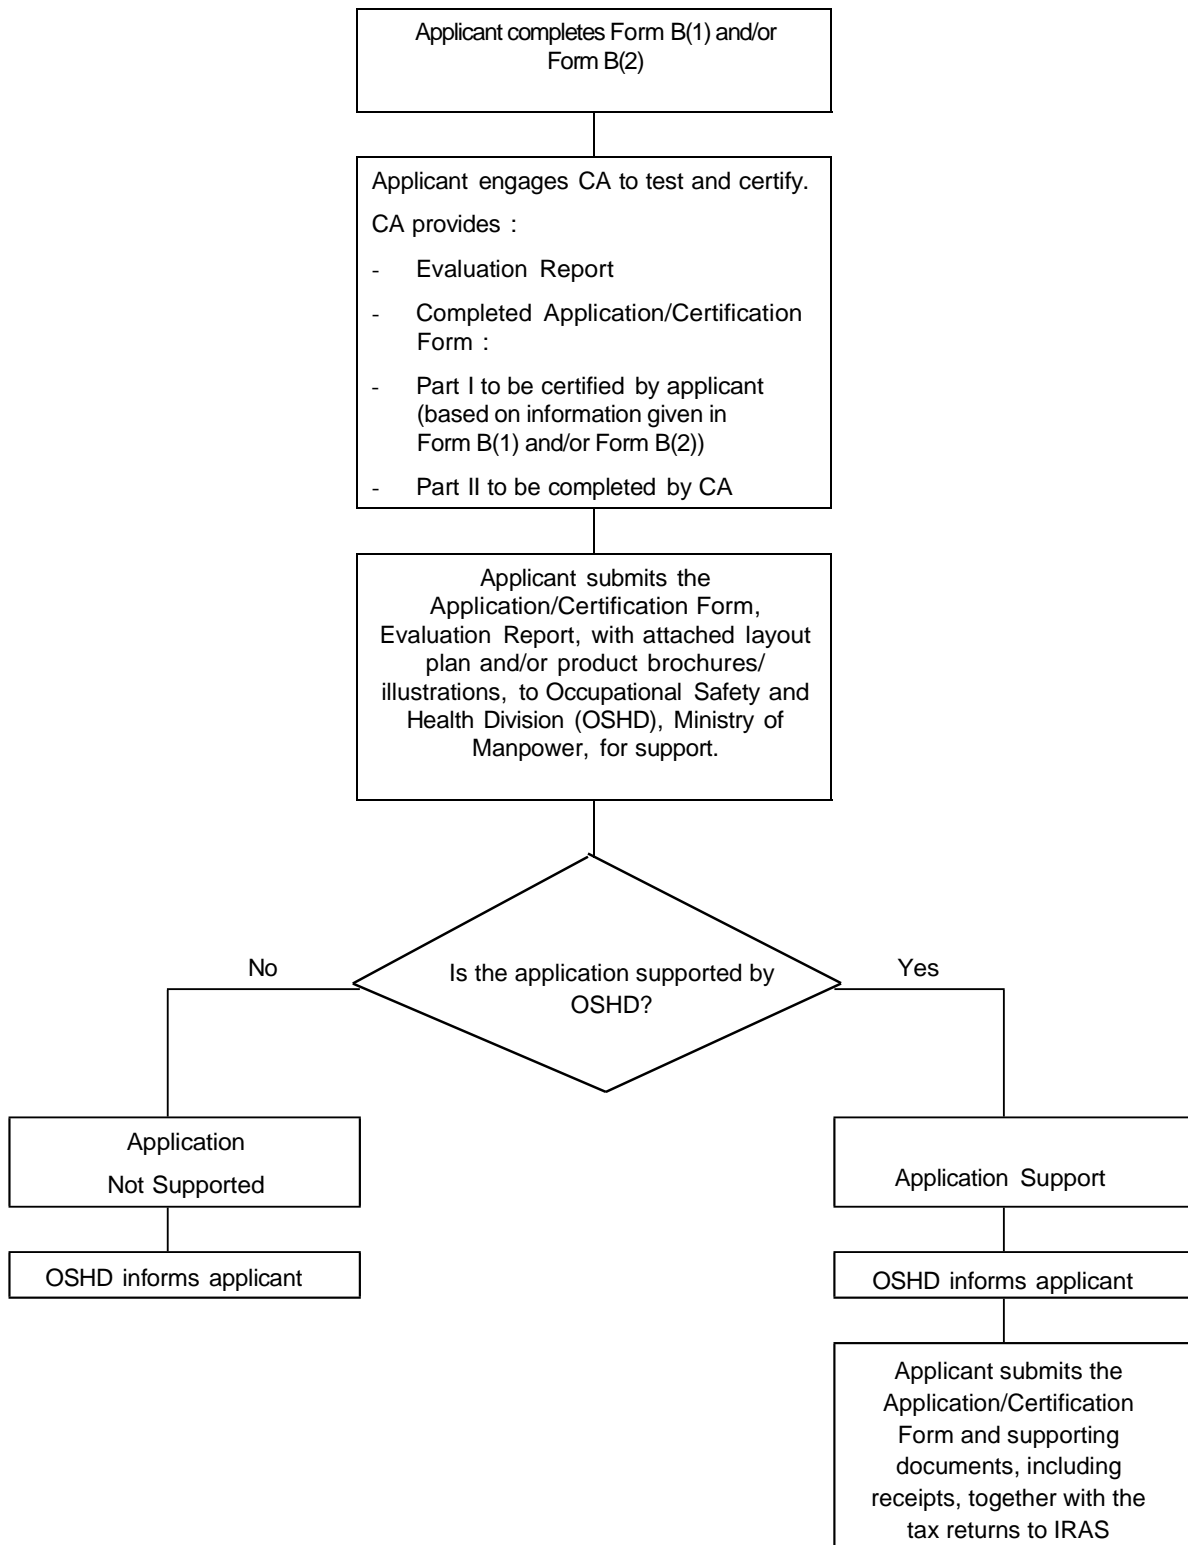 Applicant completes Form B(1) and/or
Form B(2)
Applicant engages CA to test and certify.
CA provides :
- Evaluation Report
- Completed Application/Certification
Form :
- Part I to be certified by applicant
(based on information given in
Form B(1) and/or Form B(2))
- Part II to be completed by CA
Applicant submits the
Application/Certification Form,
Evaluation Report, with attached layout
plan and/or product brochures/
illustrations, to Occupational Safety and
Health Division (OSHD), Ministry of
Manpower, for support.
Is the application supported by
OSHD?
No
Yes
Application
Not Supported
OSHD informs applicant
Application Support
OSHD informs applicant
Applicant submits the
Application/Certification
Form and supporting
documents, including
receipts, together with the
tax returns to IRAS